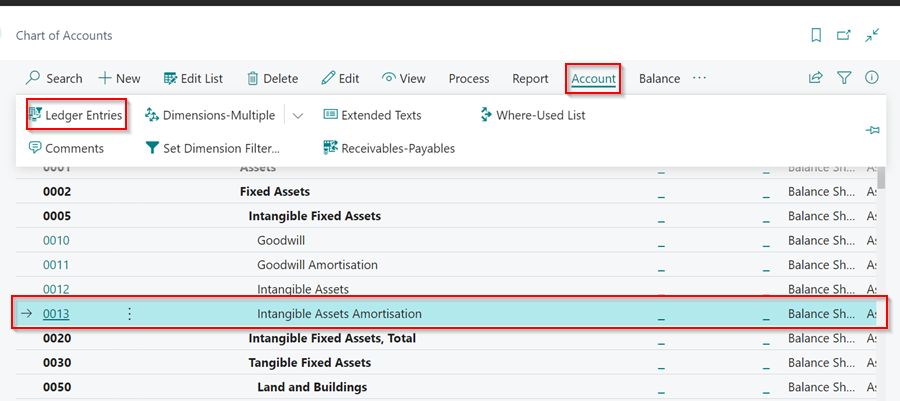 Chart of Accounts
Search New Edit List Delete Edit View Process Report Account Balance ...
Ledger Entries Dimensions-Multiple Extended Texts Where-Used List
Comments Set Dimension Filter... Receivables-Payables
0001 Assets _ _ Balance Sh... As
0002 Fixed Assets _ _ Balance Sh... As
0005 Intangible Fixed Assets _ _ Balance Sh... As
0010 Goodwill _ _ Balance Sh... As
0011 Goodwill Amortisation _ _ Balance Sh... As
0012 Intangible Assets _ _ Balance Sh... As
0013 Intangible Assets Amortisation _ _ Balance Sh... As
0020 Intangible Fixed Assets, Total _ _ Balance Sh... As
0030 Tangible Fixed Assets _ _ Balance Sh... As
0050 Land and Buildings _ _ Balance Sh... As